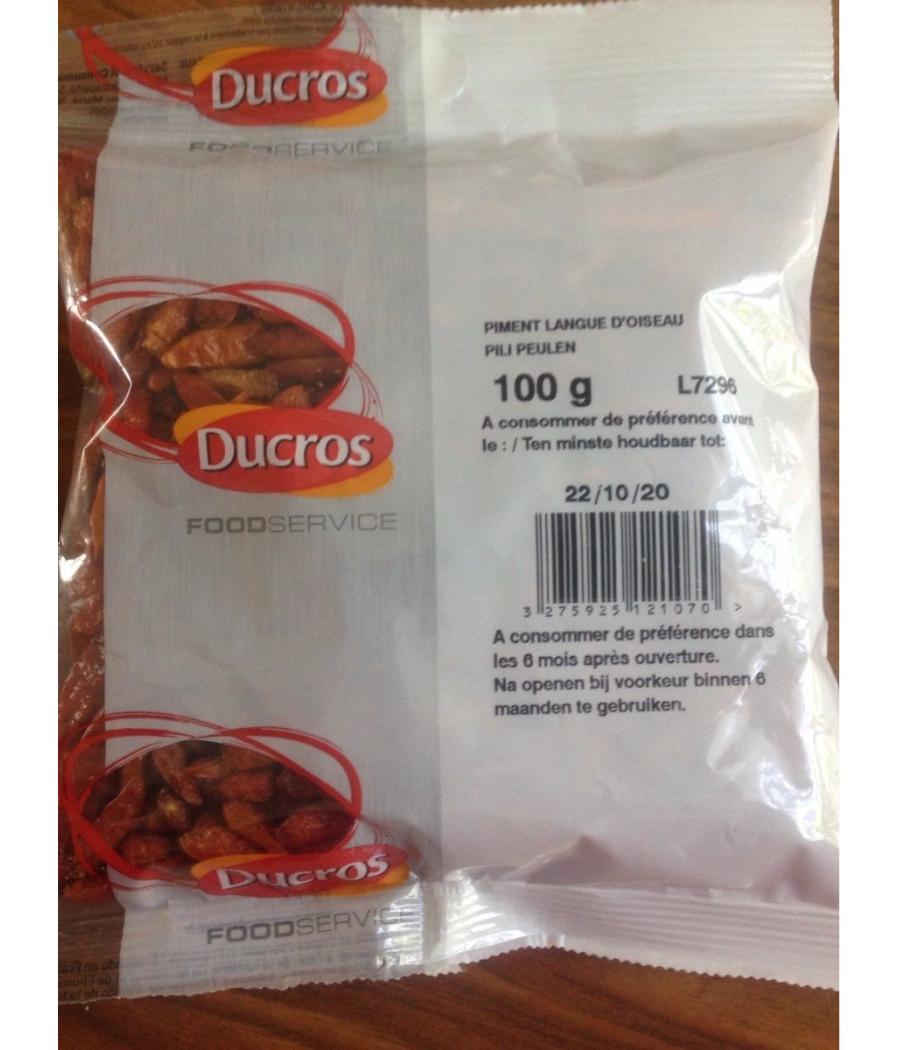 Ducros
FOODSERVICE
Ducros
FOODSERVICE
PIMENT LANGUE D'OISEAU
PILI PEULEN
100 g L7296
A consommer de préférence avant
le : / Ten minste houdbaar tot:
22/10/20
3 275925 121070 >
A consommer de préférence dans
les 6 mois après ouverture.
Na openen bij voorkeur binnen 6
maanden te gebruiken.
Ducros
FOODSERVICE